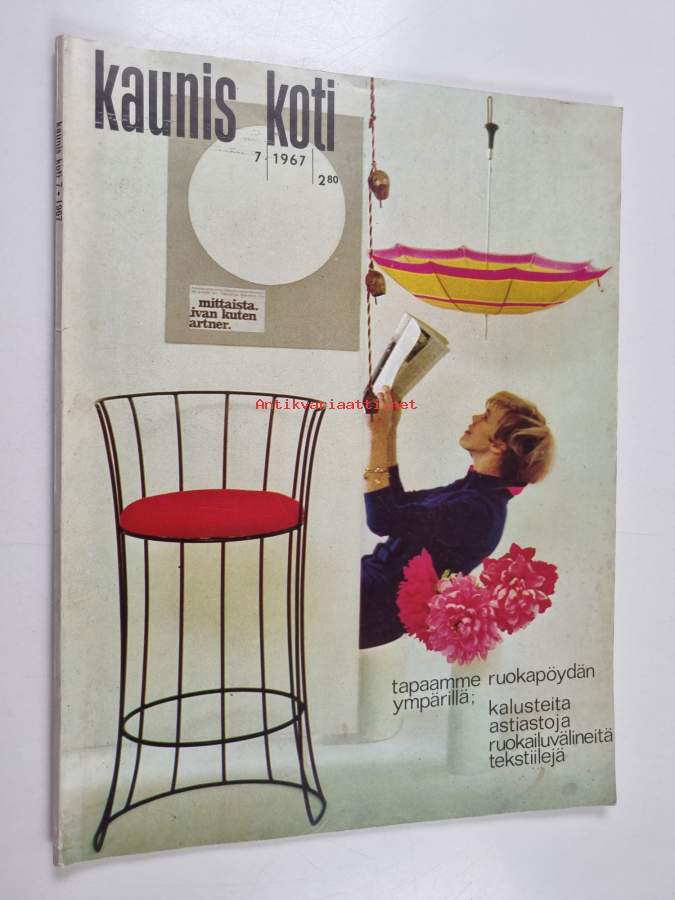 kaunis koti
7 1967
2 80
kaunis koti 7 • 1967
mittaista.
ivan kuten
artner.
Antikvariaatti.net
tapaamme ruokapöydän
ympärillä;
kalusteita
astiastoja
ruokailuvälineitä
tekstiilejä